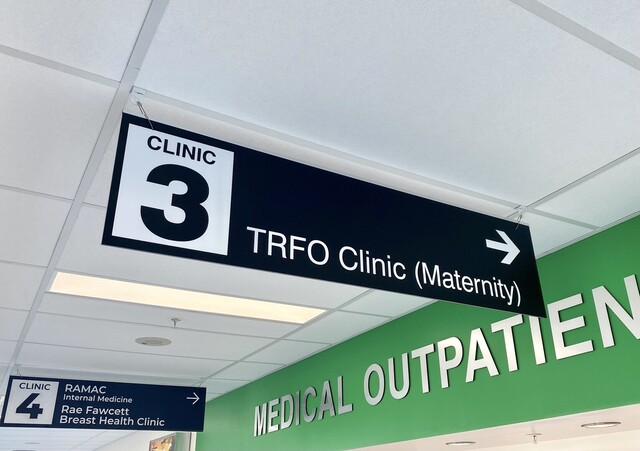 CLINIC
3
TRFO Clinic (Maternity)
MEDICAL OUTPATIEN
CLINIC
4
RAMAC
Internal Medicine
Rae Fawcett
Breast Health Clinic